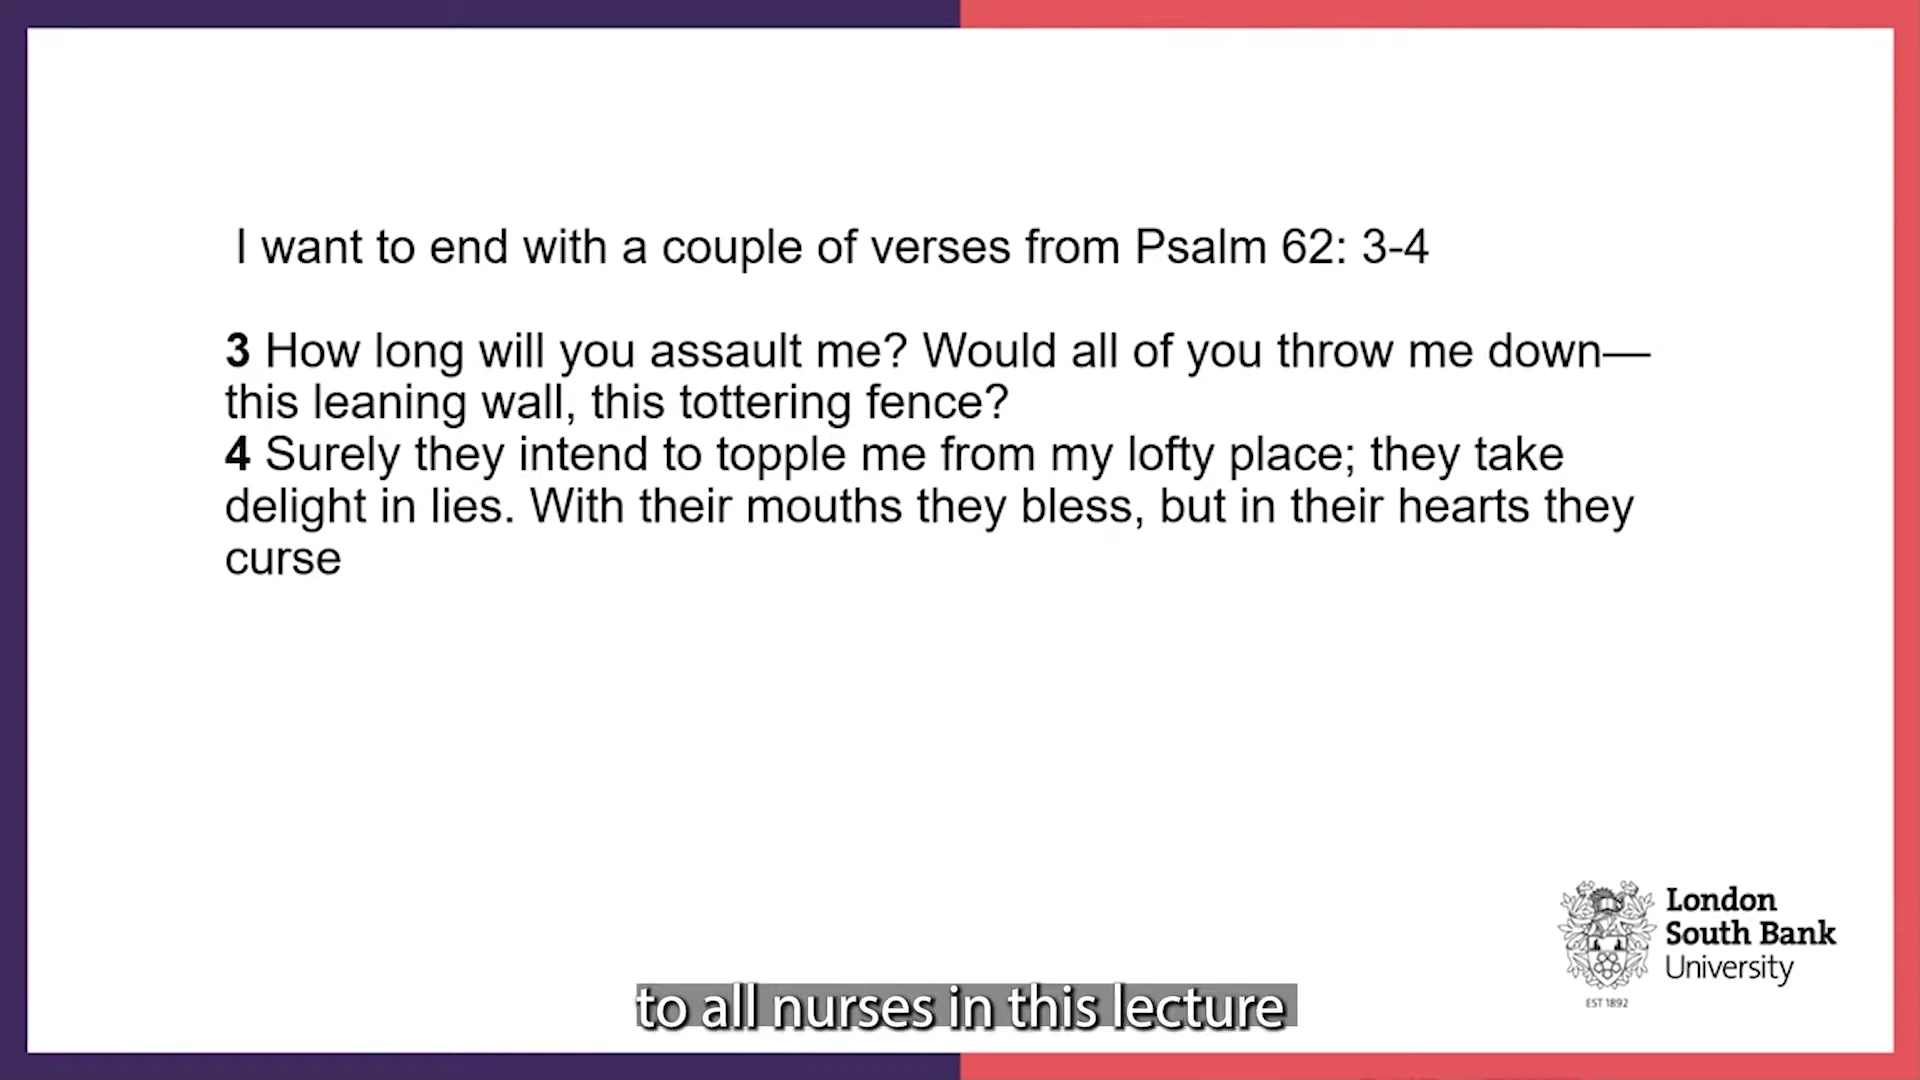 I want to end with a couple of verses from Psalm 62: 3-4
3 How long will you assault me? Would all of you throw me down—
this leaning wall, this tottering fence?
4 Surely they intend to topple me from my lofty place; they take
delight in lies. With their mouths they bless, but in their hearts they
curse
London
South Bank
University
EST 1892
to all nurses in this lecture